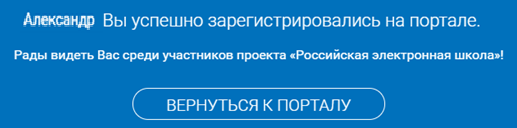 Александр Вы успешно зарегистрировались на портале.
Рады видеть Вас среди участников проекта «Российская электронная школа»!
ВЕРНУТЬСЯ К ПОРТАЛУ